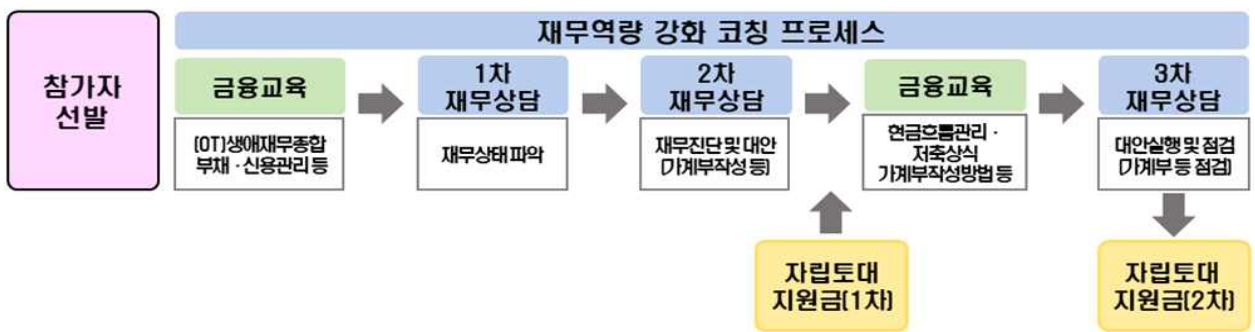 재무역량 강화 코칭 프로세스
참가자
선발
금융교육
(OT)생애재무종합
부채·신용관리 등
1차
재무상담
재무상태 파악
2차
재무상담
재무진단 및 대안
(가계부작성 등)
금융교육
현금흐름관리·
저축상식
가계부작성방법 등
3차
재무상담
대안실행 및 점검
(가계부 등 점검)
자립토대
지원금(1차)
자립토대
지원금(2차)